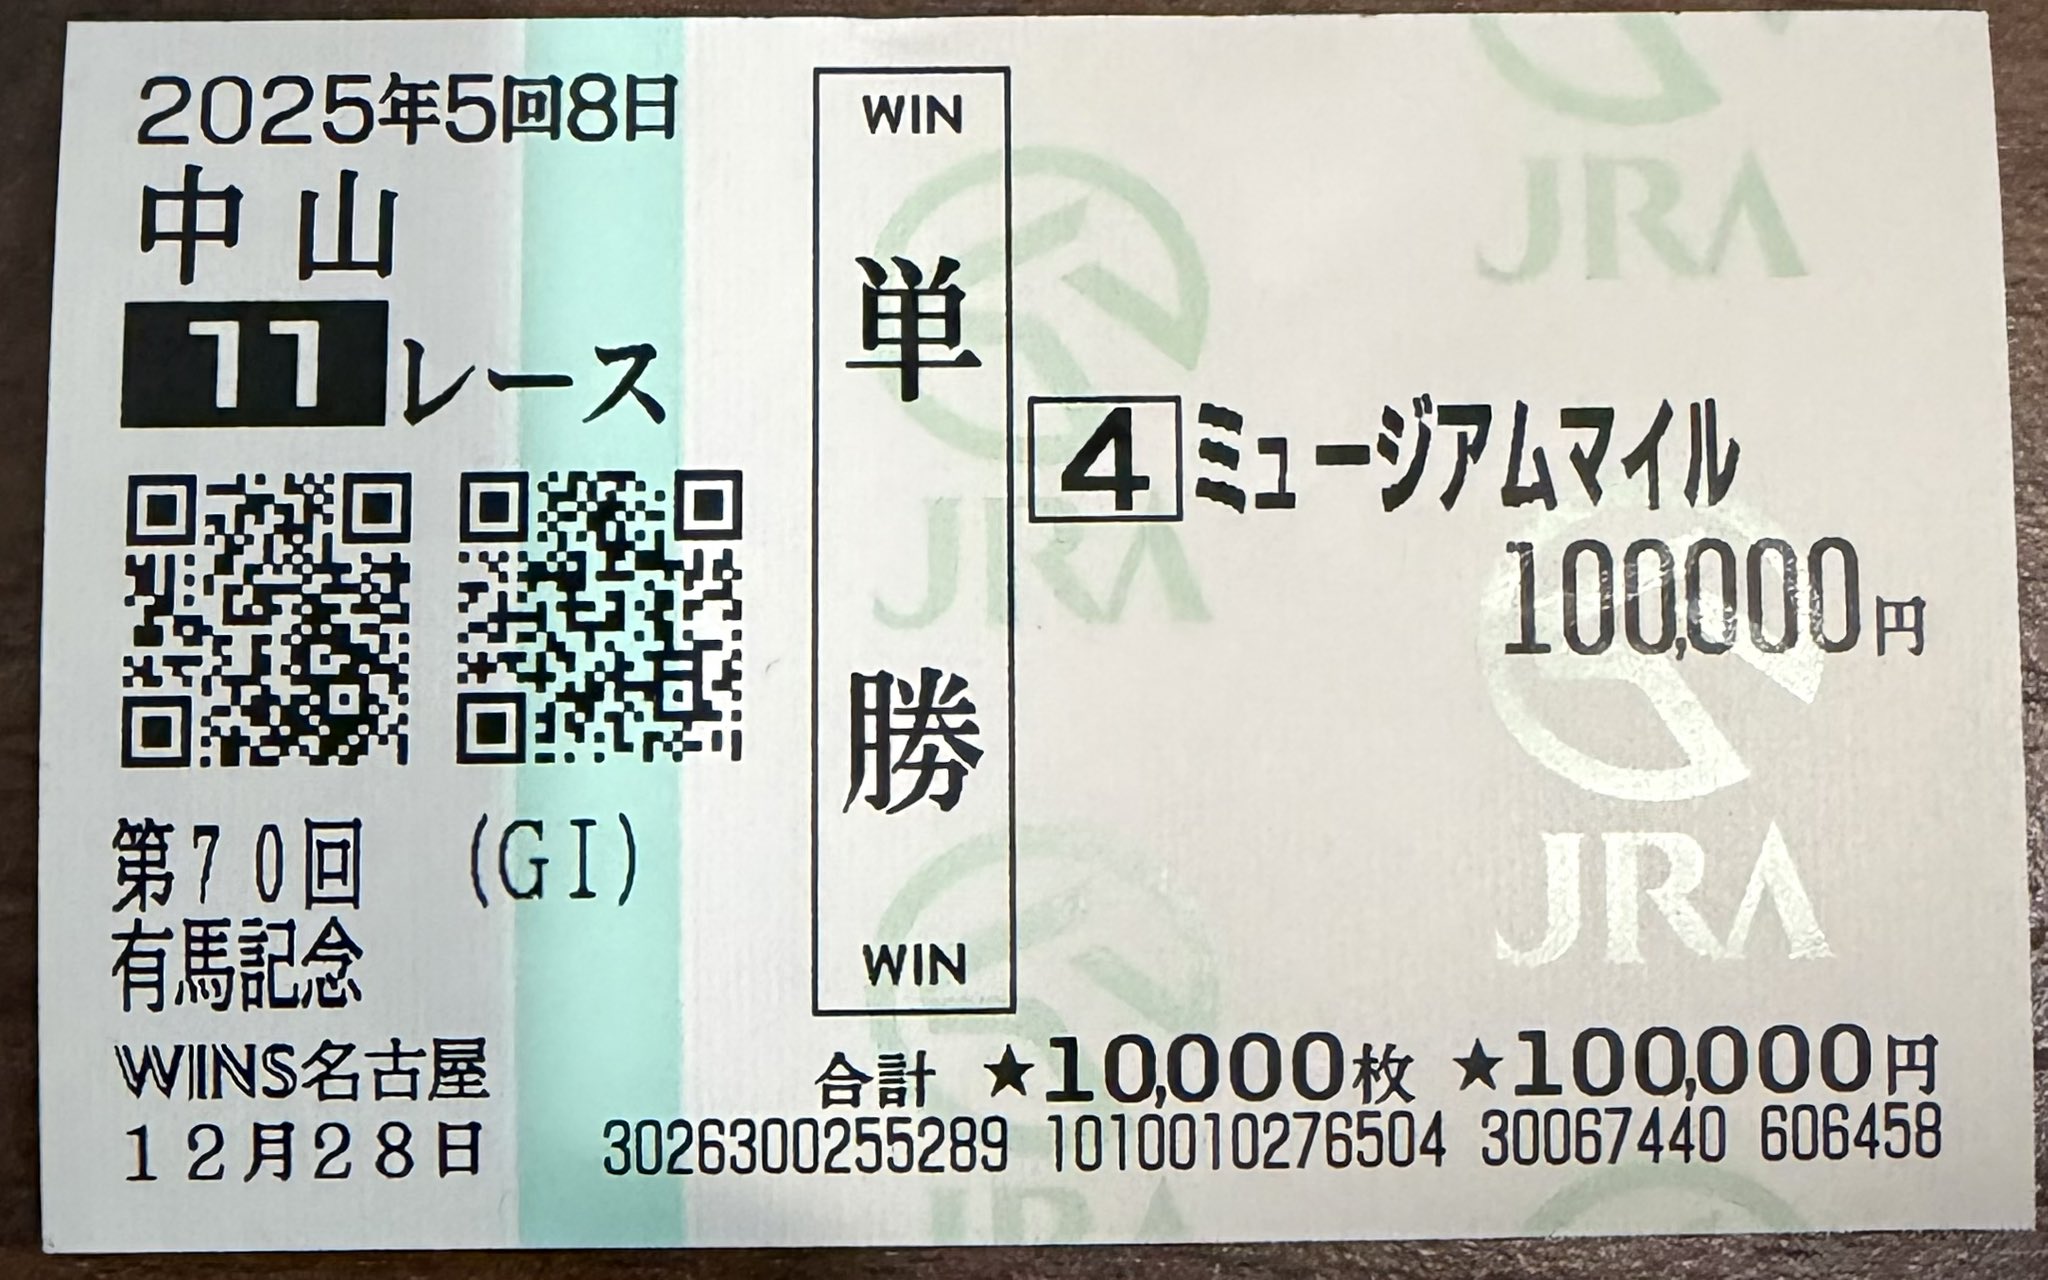 2025年5回8日
中山
11レース
第70回 (GI)
有馬記念
WINS名古屋
12月28日
WIN
単勝
WIN
4 ミュージアムマイル
100,000円
合計 ★10,000枚 ★100,000円
3026300255289 1010010276504 30067440 606458
JRA
JRA
JRA
JRA